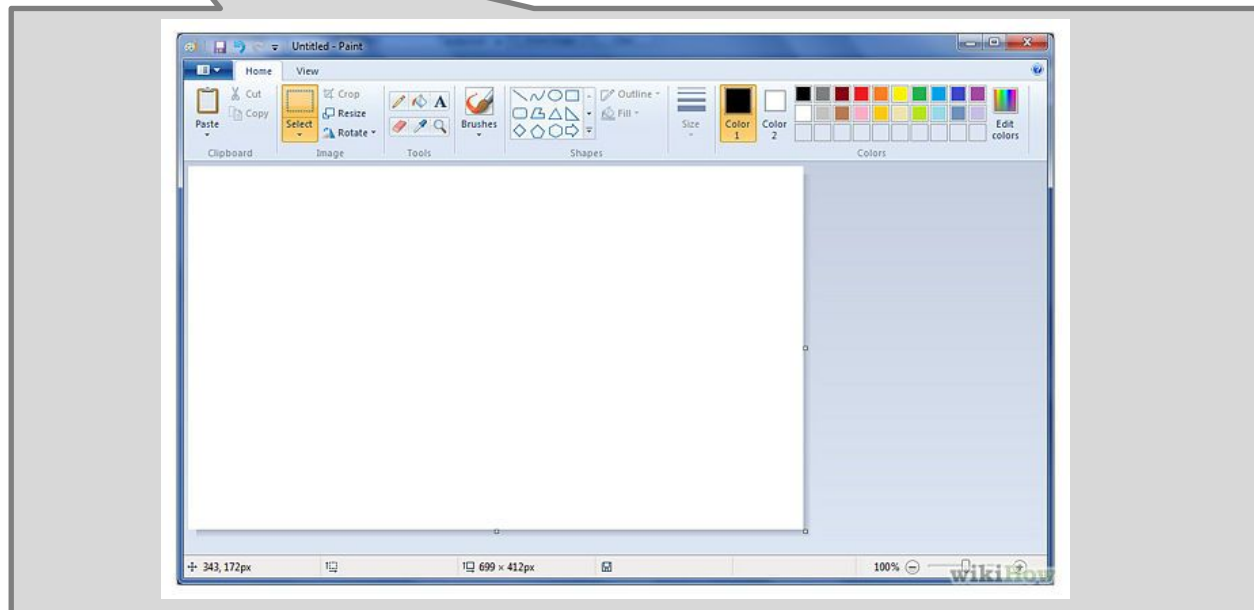 Untitled - Paint
Home View
Cut
Copy
Paste
Clipboard
Select
Crop
Resize
Rotate
Image
A
Tools
Brushes
Outline
Fill
Shapes
Size
Color 1
Color 2
Edit colors
Colors
343, 172px
699 × 412px
100%
wikiHow